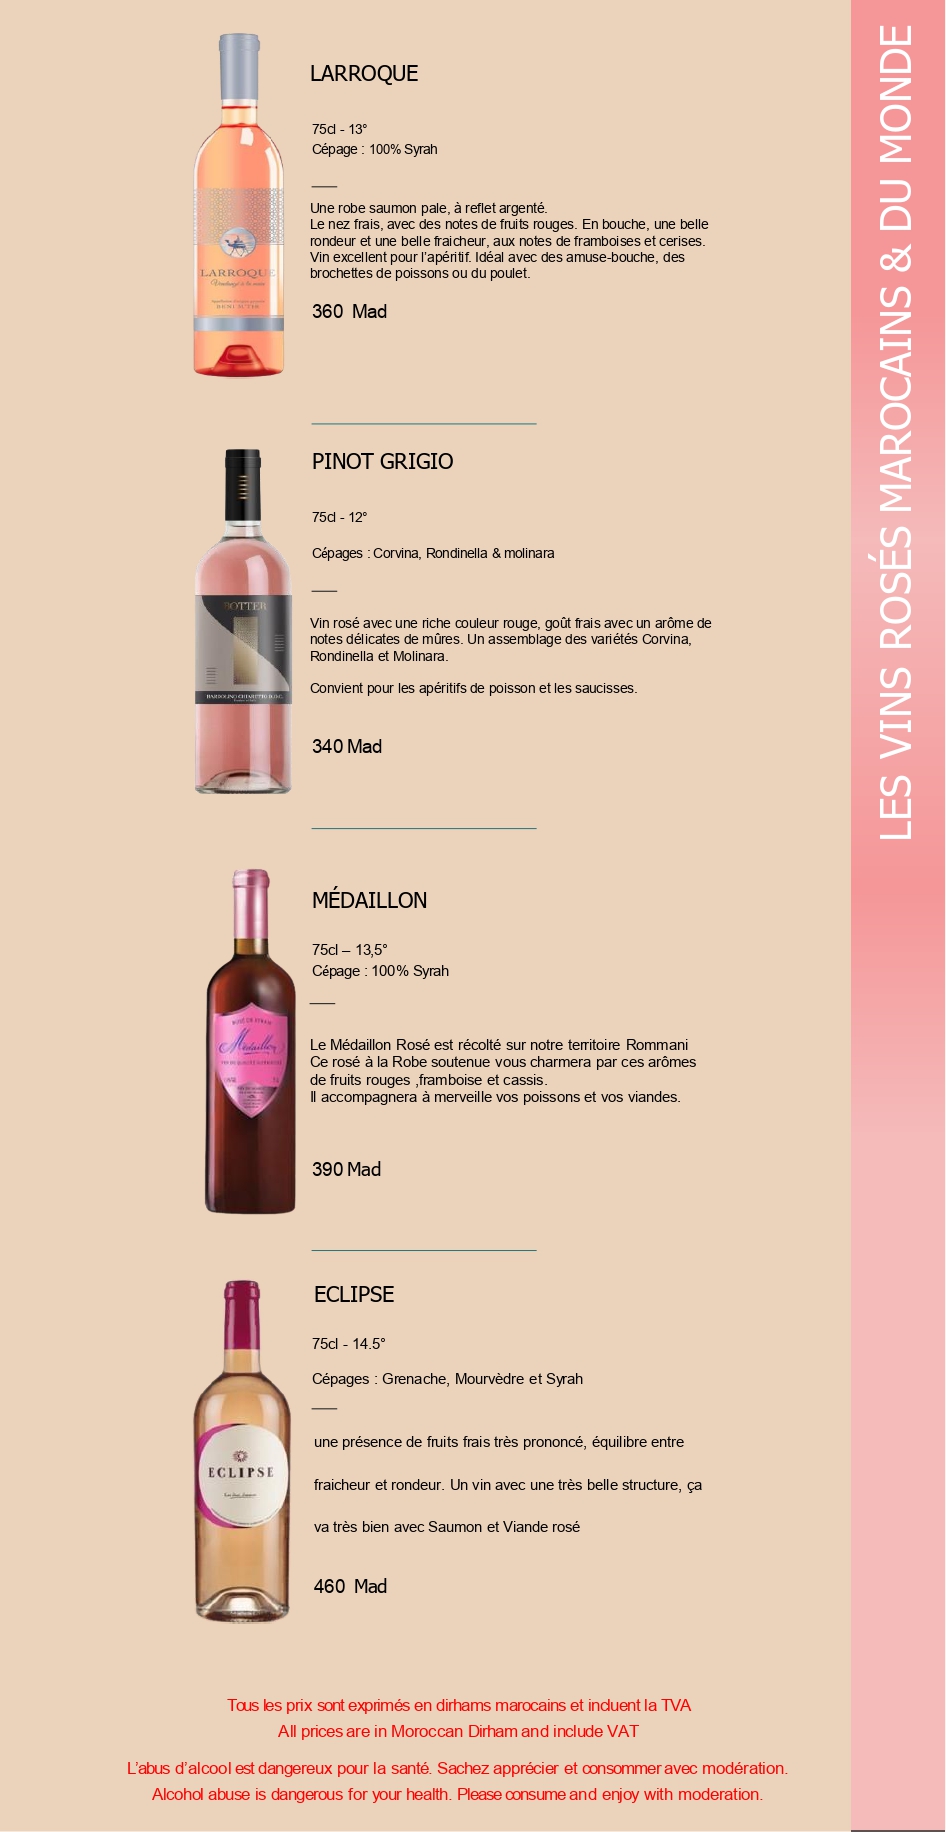 LES VINS ROSÉS MAROCAINS & DU MONDE
LARROQUE
75cl - 13°
Cépage : 100% Syrah
Une robe saumon pale, à reflet argenté.
Le nez frais, avec des notes de fruits rouges. En bouche, une belle
rondeur et une belle fraicheur, aux notes de framboises et cerises.
Vin excellent pour l'apéritif. Idéal avec des amuse-bouche, des
brochettes de poissons ou du poulet.
360 Mad
LARROQUE
PINOT GRIGIO
75cl - 12°
Cépages : Corvina, Rondinella & molinara
Vin rosé avec une riche couleur rouge, goût frais avec un arôme de
notes délicates de mûres. Un assemblage des variétés Corvina,
Rondinella et Molinara.
Convient pour les apéritifs de poisson et les saucisses.
340 Mad
BOTTER
MÉDAILLON
75cl – 13,5°
Cépage : 100% Syrah
Le Médaillon Rosé est récolté sur notre territoire Rommani
Ce rosé à la Robe soutenue vous charmera par ces arômes
de fruits rouges ,framboise et cassis.
Il accompagnera à merveille vos poissons et vos viandes.
390 Mad
Médaillon
ECLIPSE
75cl - 14.5°
Cépages : Grenache, Mourvèdre et Syrah
une présence de fruits frais très prononcé, équilibre entre
fraicheur et rondeur. Un vin avec une très belle structure, ça
va très bien avec Saumon et Viande rosé
460 Mad
ECLIPSE
Tous les prix sont exprimés en dirhams marocains et incluent la TVA
All prices are in Moroccan Dirham and include VAT
L'abus d'alcool est dangereux pour la santé. Sachez apprécier et consommer avec modération.
Alcohol abuse is dangerous for your health. Please consume and enjoy with moderation.